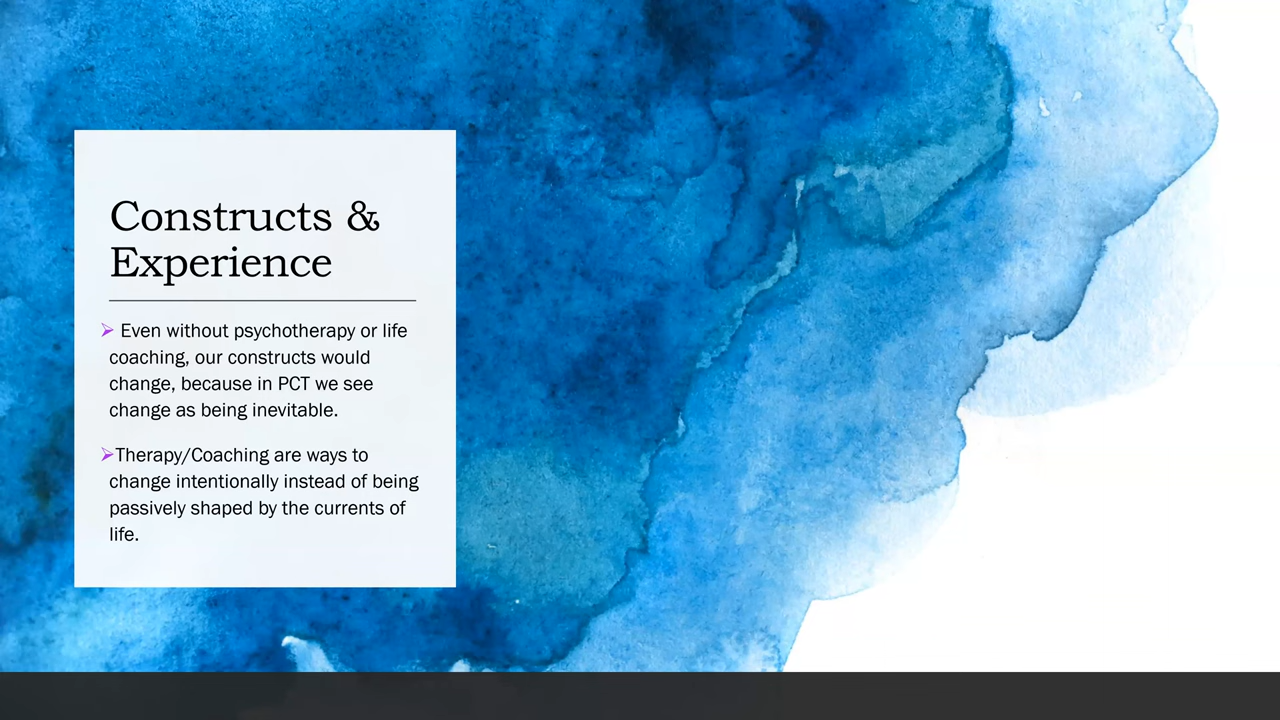 Constructs &
Experience
➢ Even without psychotherapy or life
coaching, our constructs would
change, because in PCT we see
change as being inevitable.
➢Therapy/Coaching are ways to
change intentionally instead of being
passively shaped by the currents of
life.